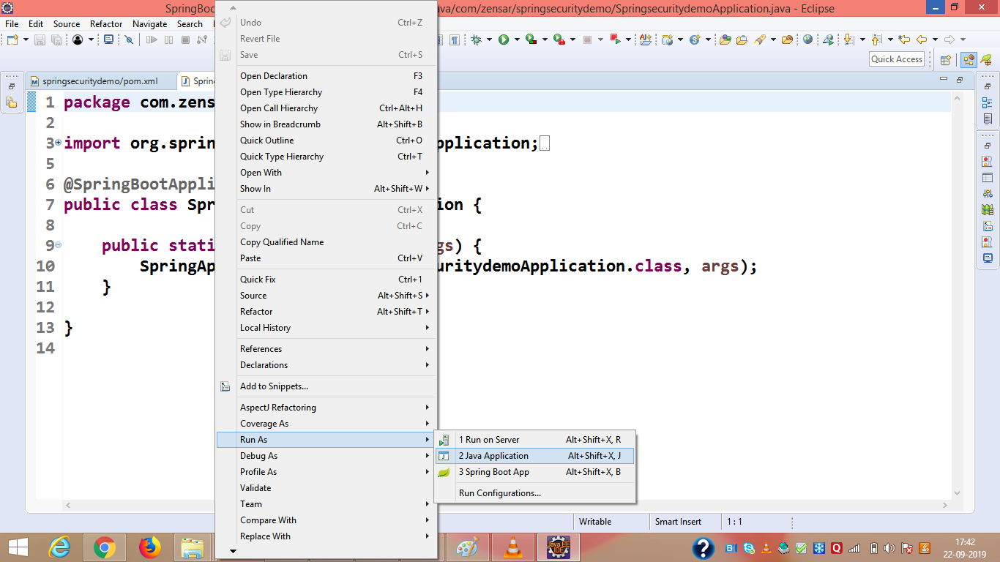 SpringBoo
ava/com/zensar/springsecuritydemo/SpringsecuritydemoApplication.java - Eclipse
File Edit Source Refactor Navigate Search
Quick Access
springsecuritydemo/pom.xml
Spring
1 package com.zens
2
3 import org.sprin
pplication;
5
6 @SpringBootAppli
7 public class Spr
ion {
8
9 public stati
gs) {
10 SpringAp
uritydemoApplication.class, args);
11 }
12
13 }
14
Undo Ctrl+Z
Revert File
Save Ctrl+S
Open Declaration F3
Open Type Hierarchy F4
Open Call Hierarchy Ctrl+Alt+H
Show in Breadcrumb Alt+Shift+B
Quick Outline Ctrl+O
Quick Type Hierarchy Ctrl+T
Open With
Show In Alt+Shift+W
Cut Ctrl+X
Copy Ctrl+C
Copy Qualified Name
Paste Ctrl+V
Quick Fix Ctrl+1
Source Alt+Shift+S
Refactor Alt+Shift+T
Local History
References
Declarations
Add to Snippets...
AspectJ Refactoring
Coverage As
Run As
Debug As
Profile As
Validate
Team
Compare With
Replace With
1 Run on Server Alt+Shift+X, R
2 Java Application Alt+Shift+X, J
3 Spring Boot App Alt+Shift+X, B
Run Configurations...
Writable Smart Insert 1 : 1
Java EE
IDE
17:42
22-09-2019